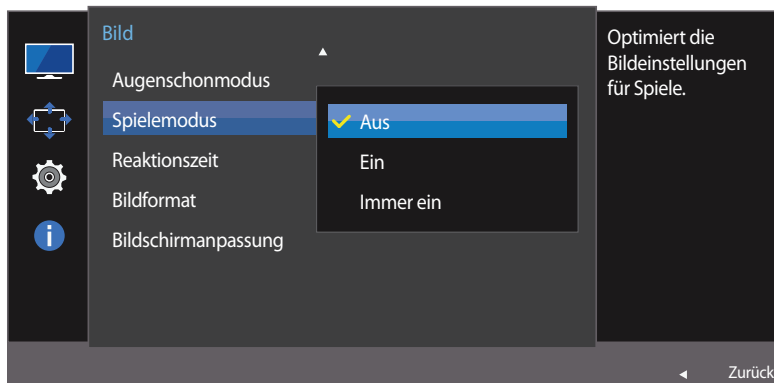 Bild
Augenschonmodus
Spielemodus
Reaktionszeit
Bildformat
Bildschirmanpassung
Aus
Ein
Immer ein
Optimiert die
Bildeinstellungen
für Spiele.
Zurück